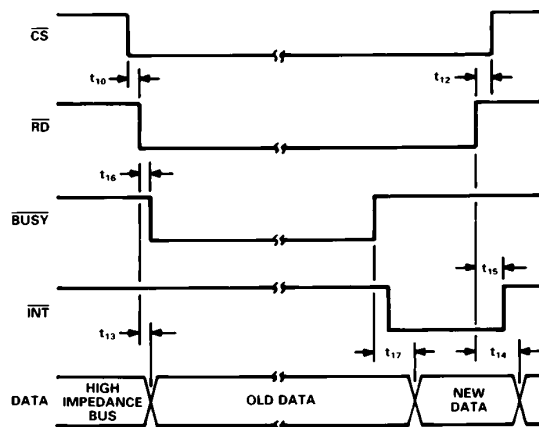 CS
t10
t12
RD
t16
BUSY
t15
INT
t13
t17
t14
DATA
HIGH
IMPEDANCE
BUS
OLD DATA
NEW
DATA